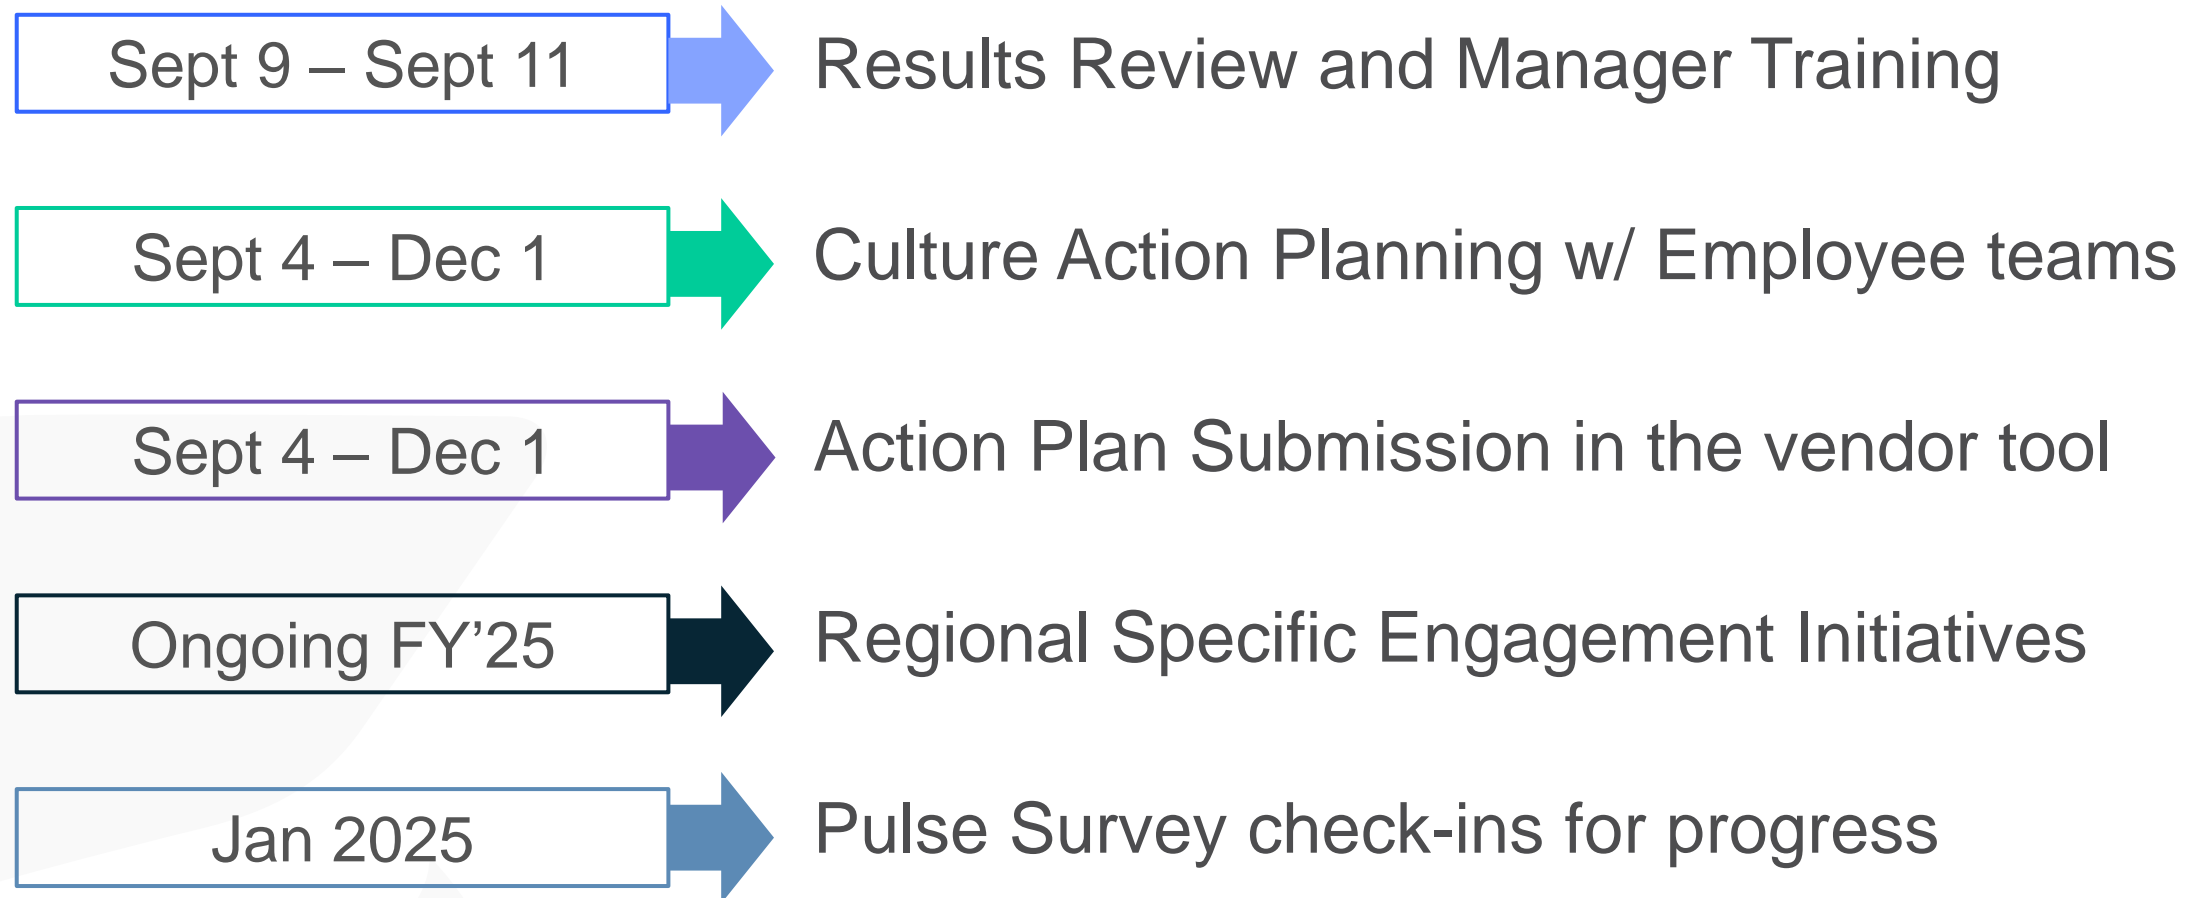 Sept 9 – Sept 11
Results Review and Manager Training
Sept 4 – Dec 1
Culture Action Planning w/ Employee teams
Sept 4 – Dec 1
Action Plan Submission in the vendor tool
Ongoing FY’25
Regional Specific Engagement Initiatives
Jan 2025
Pulse Survey check-ins for progress